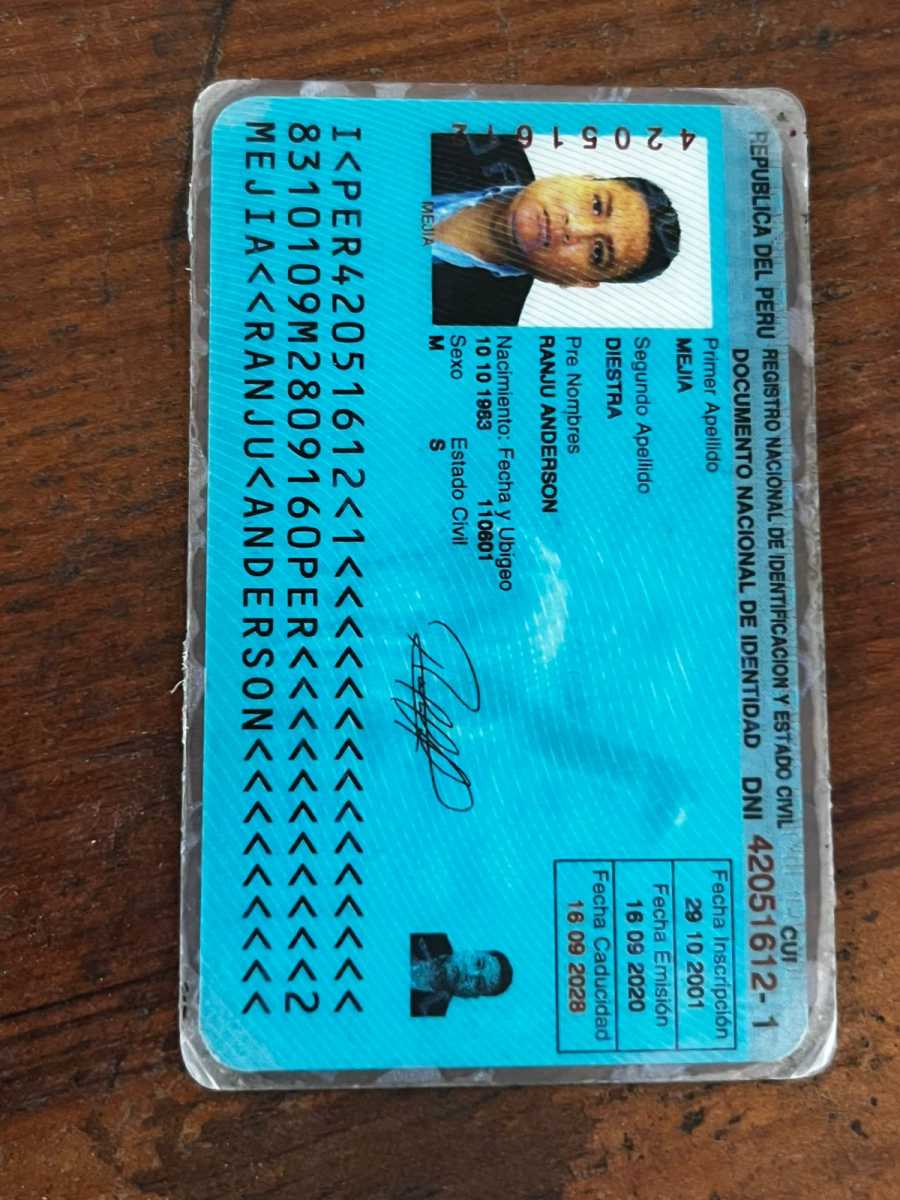 REPUBLICA DEL PERU REGISTRO NACIONAL DE IDENTIFICACION Y ESTADO CIVIL
CUI
DOCUMENTO NACIONAL DE IDENTIDAD DNI 42051612- 1
Primer Apellido
MEJIA
Segundo Apellido
DIESTRA
Pre Nombres
RANJU ANDERSON
Nacimiento: Fecha y Ubigeo
10 10 1983 110601
Sexo Estado Civil
M S
Fecha Inscripción
29 10 2001
Fecha Emisión
16 09 2020
Fecha Caducidad
16 09 2028
MEJIA
I<PER42051612<1<<<<<<<<<<<<<<<
8310109M2809160PER<<<<<<<<<<<2
MEJIA<<RANJU<ANDERSON<<<<<<<<<